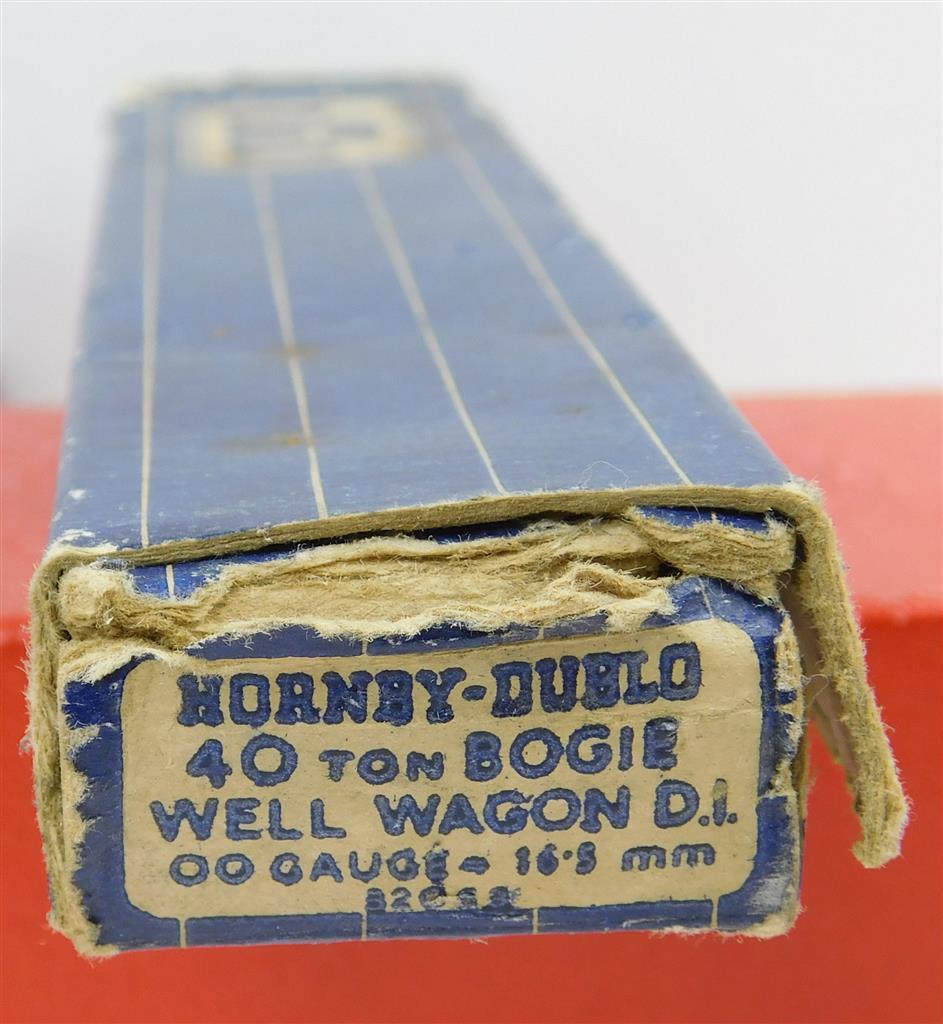 HORNBY-DUBLO
40 TON BOGIE
WELL WAGON D.I.
OO GAUGE - 16·5 mm